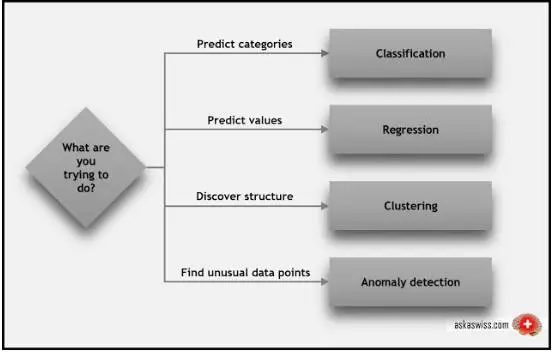 Predict categories
Classification
Predict values
Regression
What are
you
trying to
do?
Discover structure
Clustering
Find unusual data points
Anomaly detection
askaswiss.com